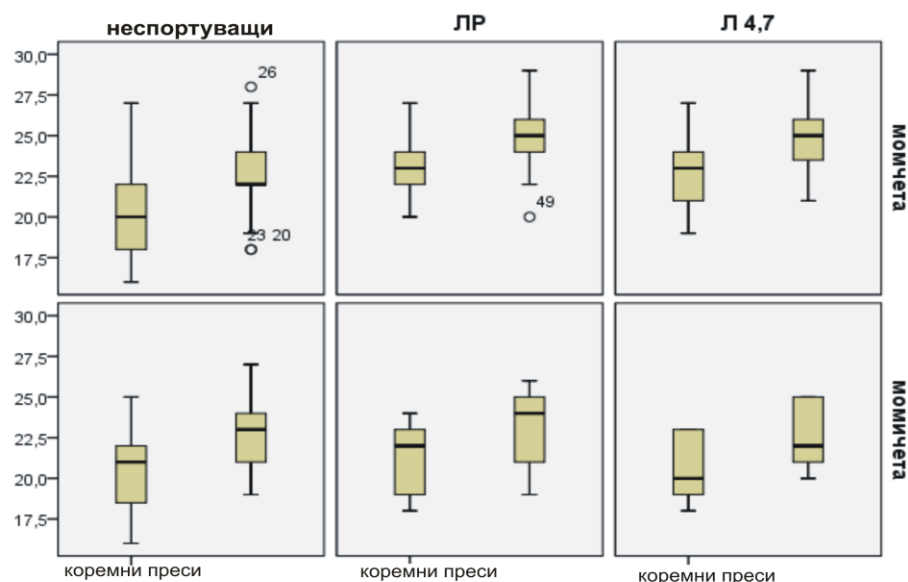 неспортуващи
ЛР
Л 4,7
30,0
27,5
25,0
22,5
20,0
17,5
26
23 20
49
момчета
30,0
27,5
25,0
22,5
20,0
17,5
момичета
коремни преси
коремни преси
коремни преси